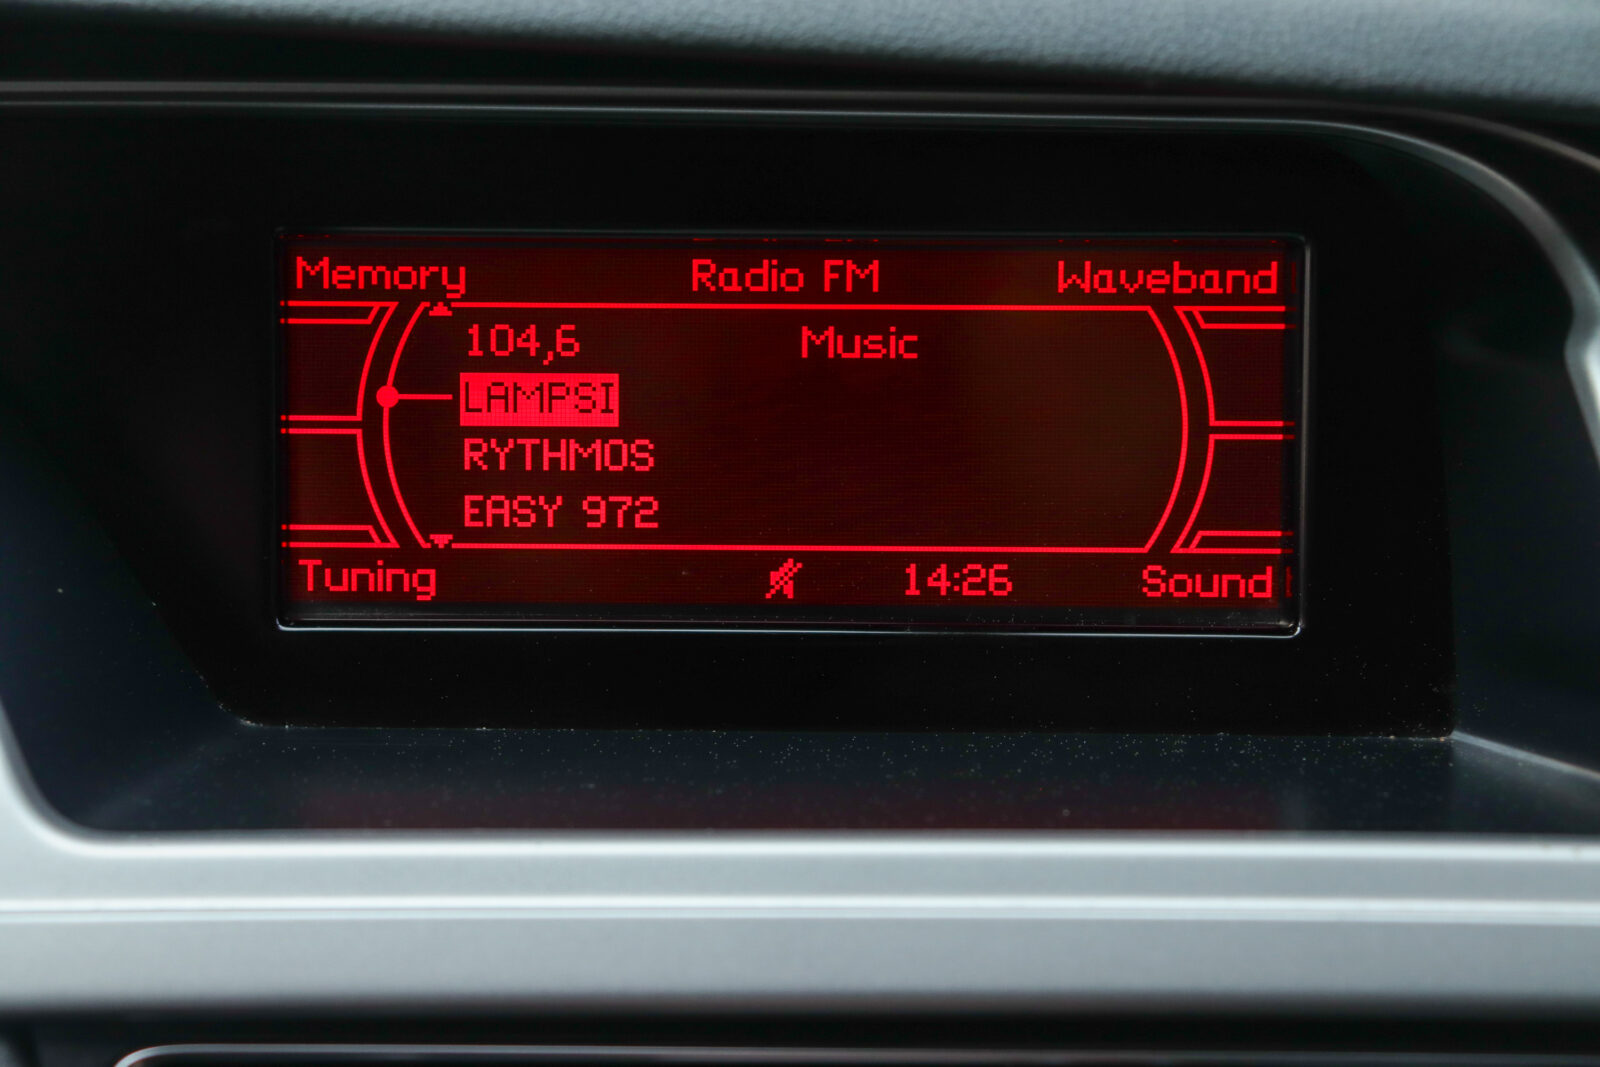 Memory Radio FM Waveband
104,6 Music
LAMPSI
RYTHMOS
EASY 972
Tuning 14:26 Sound